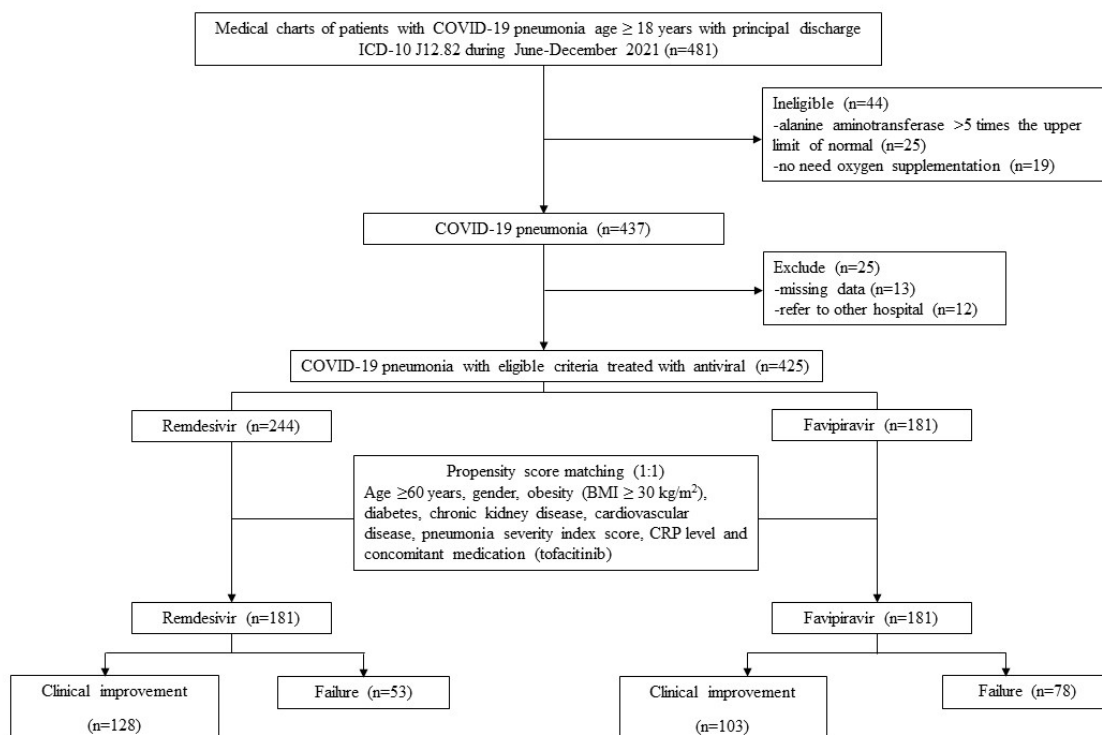 Medical charts of patients with COVID-19 pneumonia age ≥ 18 years with principal discharge
ICD-10 J12.82 during June-December 2021 (n=481)
Ineligible (n=44)
-alanine aminotransferase >5 times the upper
limit of normal (n=25)
-no need oxygen supplementation (n=19)
COVID-19 pneumonia (n=437)
Exclude (n=25)
-missing data (n=13)
-refer to other hospital (n=12)
COVID-19 pneumonia with eligible criteria treated with antiviral (n=425)
Remdesivir (n=244)
Favipiravir (n=181)
Propensity score matching (1:1)
Age ≥60 years, gender, obesity (BMI ≥ 30 kg/m²),
diabetes, chronic kidney disease, cardiovascular
disease, pneumonia severity index score, CRP level and
concomitant medication (tofacitinib)
Remdesivir (n=181)
Favipiravir (n=181)
Clinical improvement
(n=128)
Failure (n=53)
Clinical improvement
(n=103)
Failure (n=78)